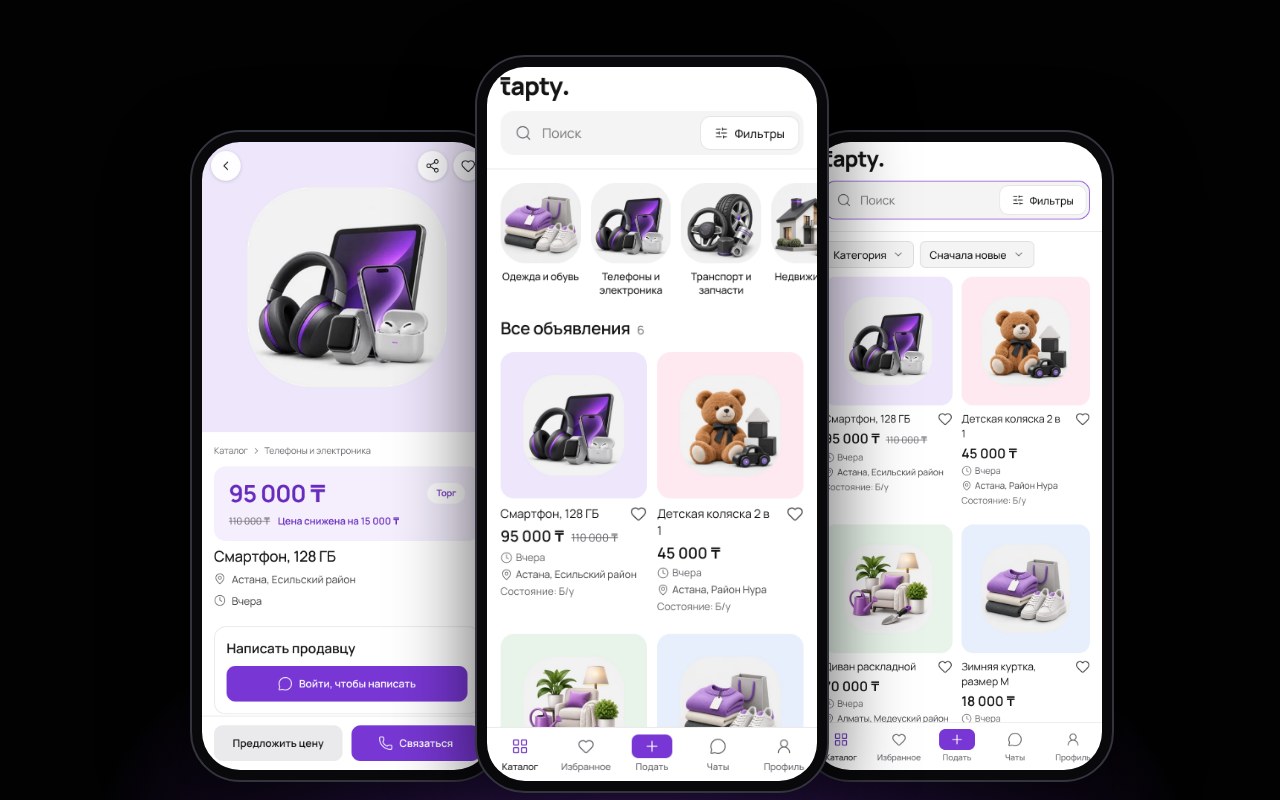 Каталог > Телефоны и электроника
95 000 ₸
Торг
110 000 ₸ Цена снижена на 15 000 ₸
Смартфон, 128 ГБ
Астана, Есильский район
Вчера
Написать продавцу
Войти, чтобы написать
Предложить цену
Связаться
₸apty.
Поиск
Фильтры
Одежда и обувь
Телефоны и
электроника
Транспорт и
запчасти
Недвижи
Все объявления 6
Смартфон, 128 ГБ
95 000 ₸ 110 000 ₸
Вчера
Астана, Есильский район
Состояние: Б/у
Детская коляска 2 в
1
45 000 ₸
Вчера
Астана, Район Нура
Состояние: Б/у
Каталог
Избранное
Подать
Чаты
Профиль
₸apty.
Поиск
Фильтры
Категория
Сначала новые
Смартфон, 128 ГБ
95 000 ₸ 110 000 ₸
Вчера
Астана, Есильский район
Состояние: Б/у
Детская коляска 2 в
1
45 000 ₸
Вчера
Астана, Район Нура
Состояние: Б/у
Диван раскладной
70 000 ₸
Вчера
Алматы, Медеуский район
Зимняя куртка,
размер M
18 000 ₸
Вчера
Каталог
Избранное
Подать
Чаты
Профиль